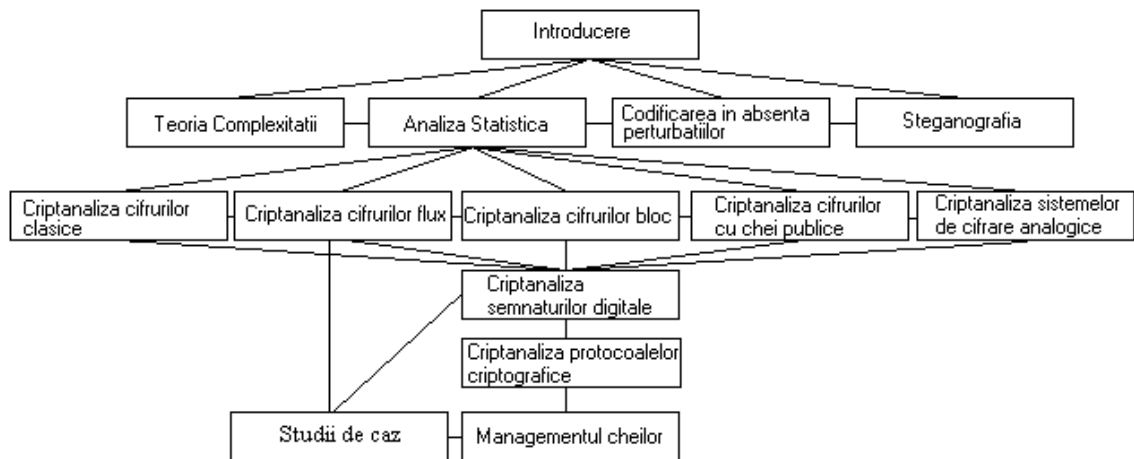 Introducere
Teoria Complexitatii
Analiza Statistica
Codificarea in absenta
perturbatiilor
Steganografia
Criptanaliza cifrurilor
clasice
Criptanaliza cifrurilor flux
Criptanaliza cifrurilor bloc
Criptanaliza cifrurilor
cu chei publice
Criptanaliza sistemelor
de cifrare analogice
Criptanaliza
semnaturilor digitale
Criptanaliza protocoalelor
criptografice
Studii de caz
Managementul cheilor